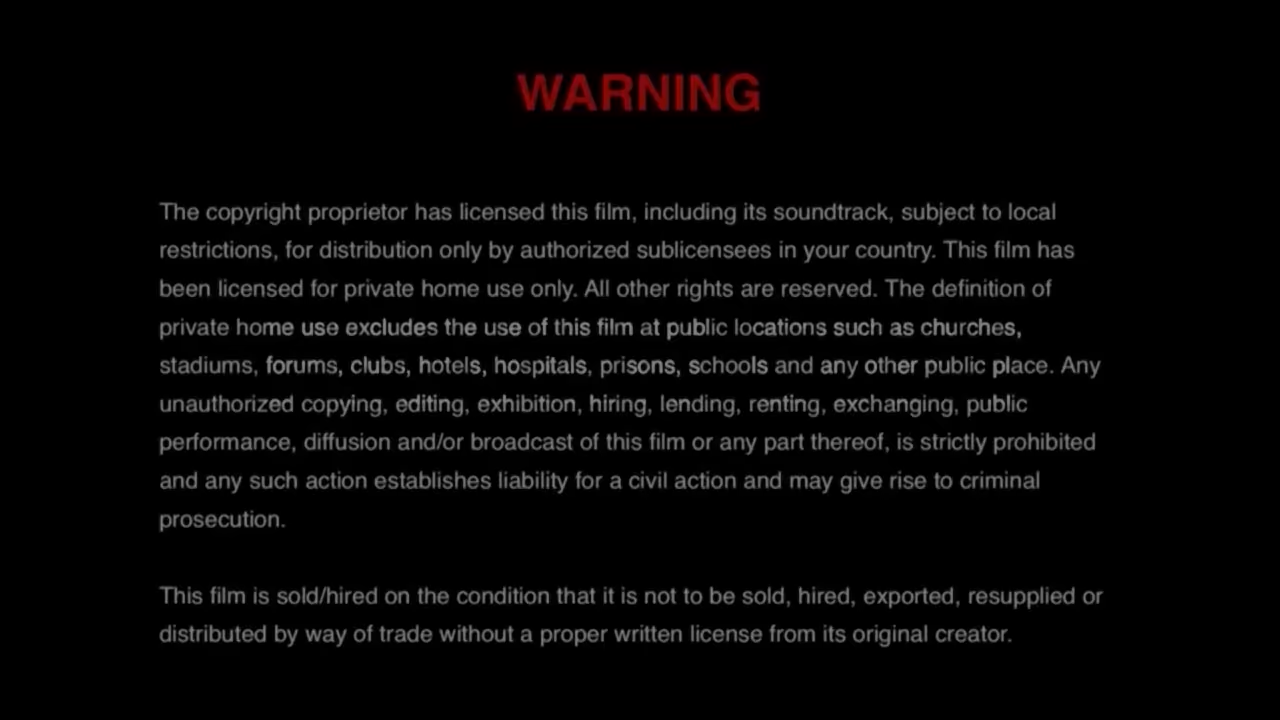 WARNING
The copyright proprietor has licensed this film, including its soundtrack, subject to local
restrictions, for distribution only by authorized sublicensees in your country. This film has
been licensed for private home use only. All other rights are reserved. The definition of
private home use excludes the use of this film at public locations such as churches,
stadiums, forums, clubs, hotels, hospitals, prisons, schools and any other public place. Any
unauthorized copying, editing, exhibition, hiring, lending, renting, exchanging, public
performance, diffusion and/or broadcast of this film or any part thereof, is strictly prohibited
and any such action establishes liability for a civil action and may give rise to criminal
prosecution.
This film is sold/hired on the condition that it is not to be sold, hired, exported, resupplied or
distributed by way of trade without a proper written license from its original creator.